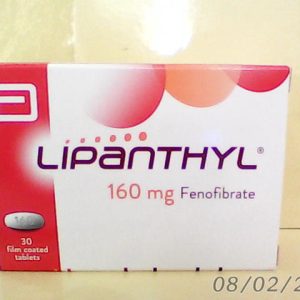 LIPANTHYL®
160 mg Fenofibrate
160
30
film coated
tablets
08/02/2